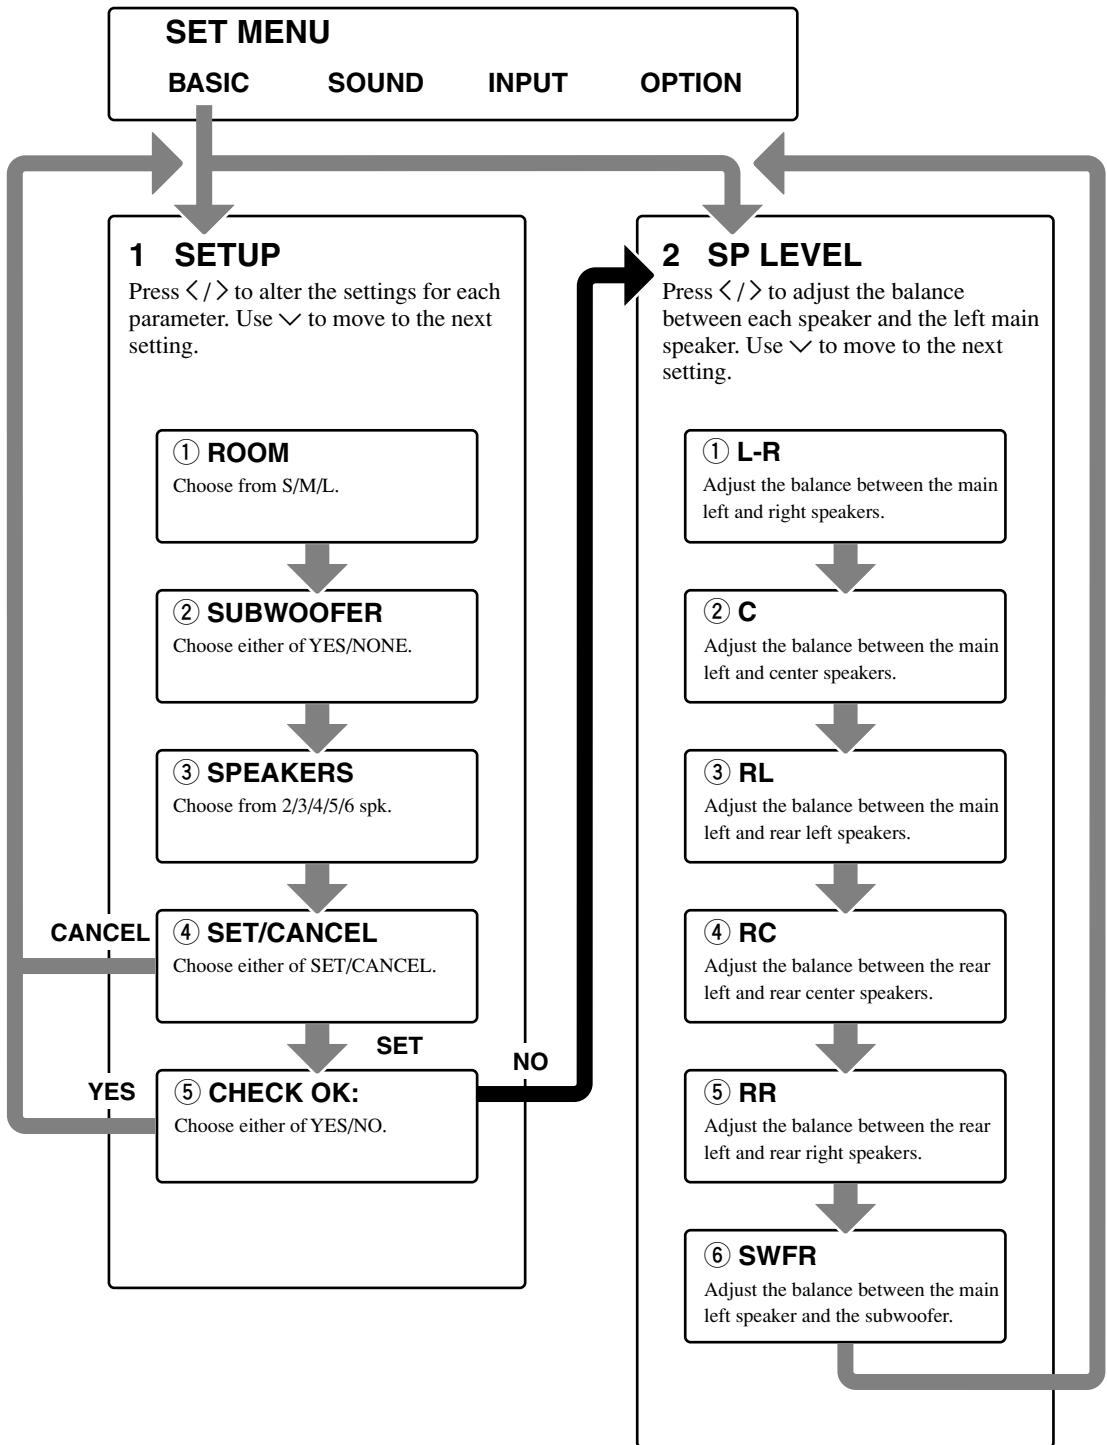 SET MENU
BASIC SOUND INPUT OPTION
1 SETUP
Press < / > to alter the settings for each
parameter. Use ∨ to move to the next
setting.
① ROOM
Choose from S/M/L.
② SUBWOOFER
Choose either of YES/NONE.
③ SPEAKERS
Choose from 2/3/4/5/6 spk.
CANCEL
④ SET/CANCEL
Choose either of SET/CANCEL.
SET
NO
YES
⑤ CHECK OK:
Choose either of YES/NO.
2 SP LEVEL
Press < / > to adjust the balance
between each speaker and the left main
speaker. Use ∨ to move to the next
setting.
① L-R
Adjust the balance between the main
left and right speakers.
② C
Adjust the balance between the main
left and center speakers.
③ RL
Adjust the balance between the main
left and rear left speakers.
④ RC
Adjust the balance between the rear
left and rear center speakers.
⑤ RR
Adjust the balance between the rear
left and rear right speakers.
⑥ SWFR
Adjust the balance between the main
left speaker and the subwoofer.